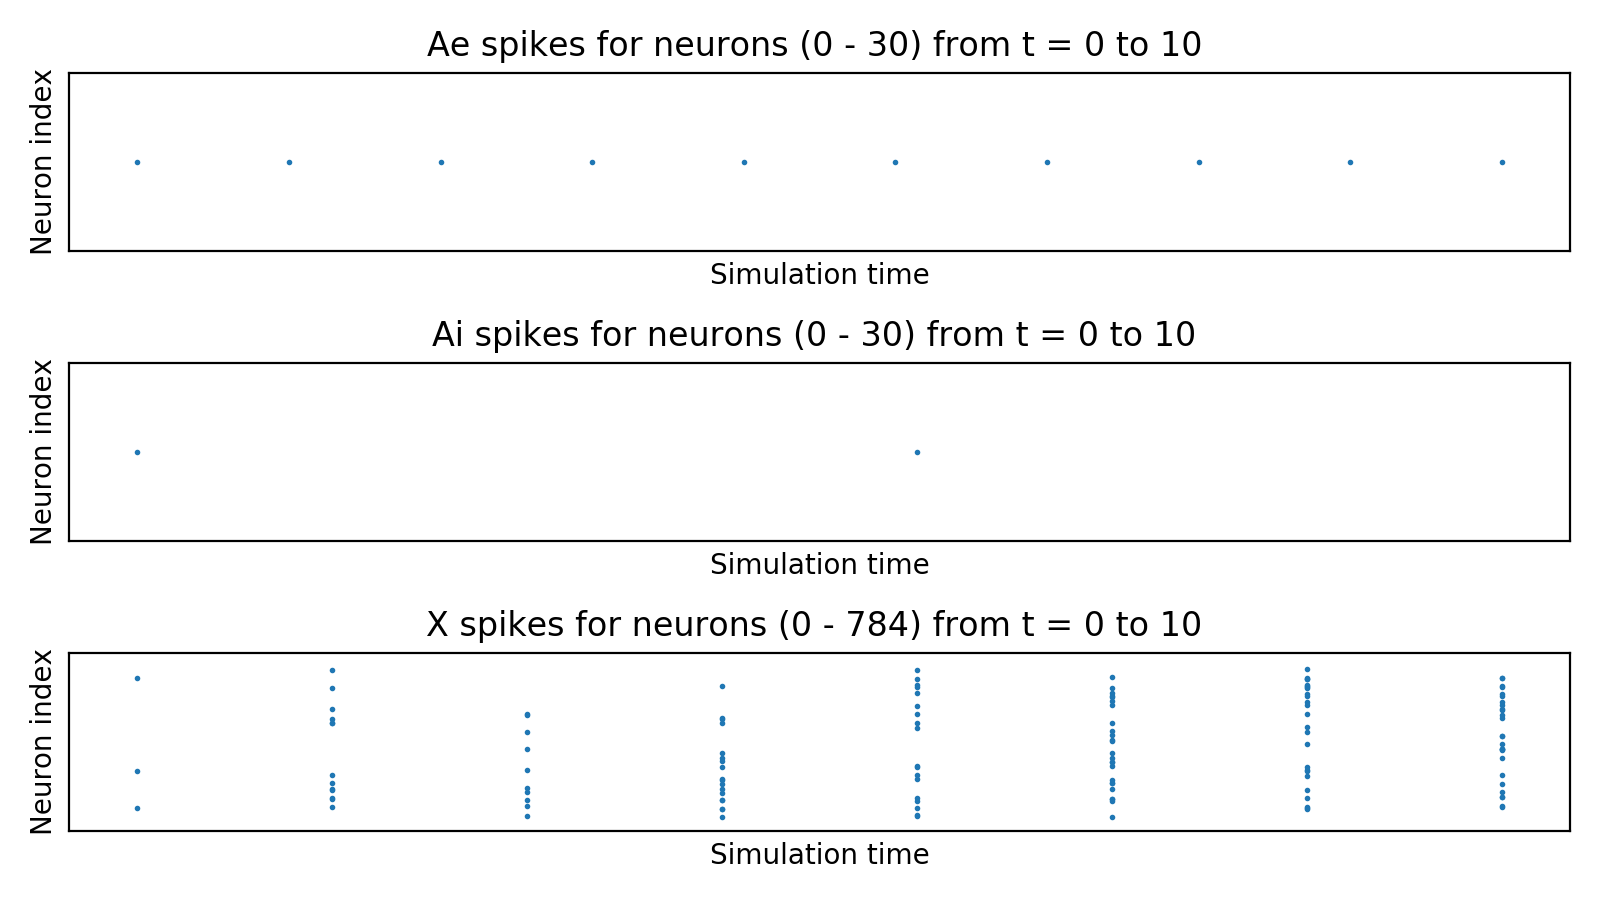 Ae spikes for neurons (0 - 30) from t = 0 to 10
Neuron index
Simulation time
Ai spikes for neurons (0 - 30) from t = 0 to 10
Neuron index
Simulation time
X spikes for neurons (0 - 784) from t = 0 to 10
Neuron index
Simulation time